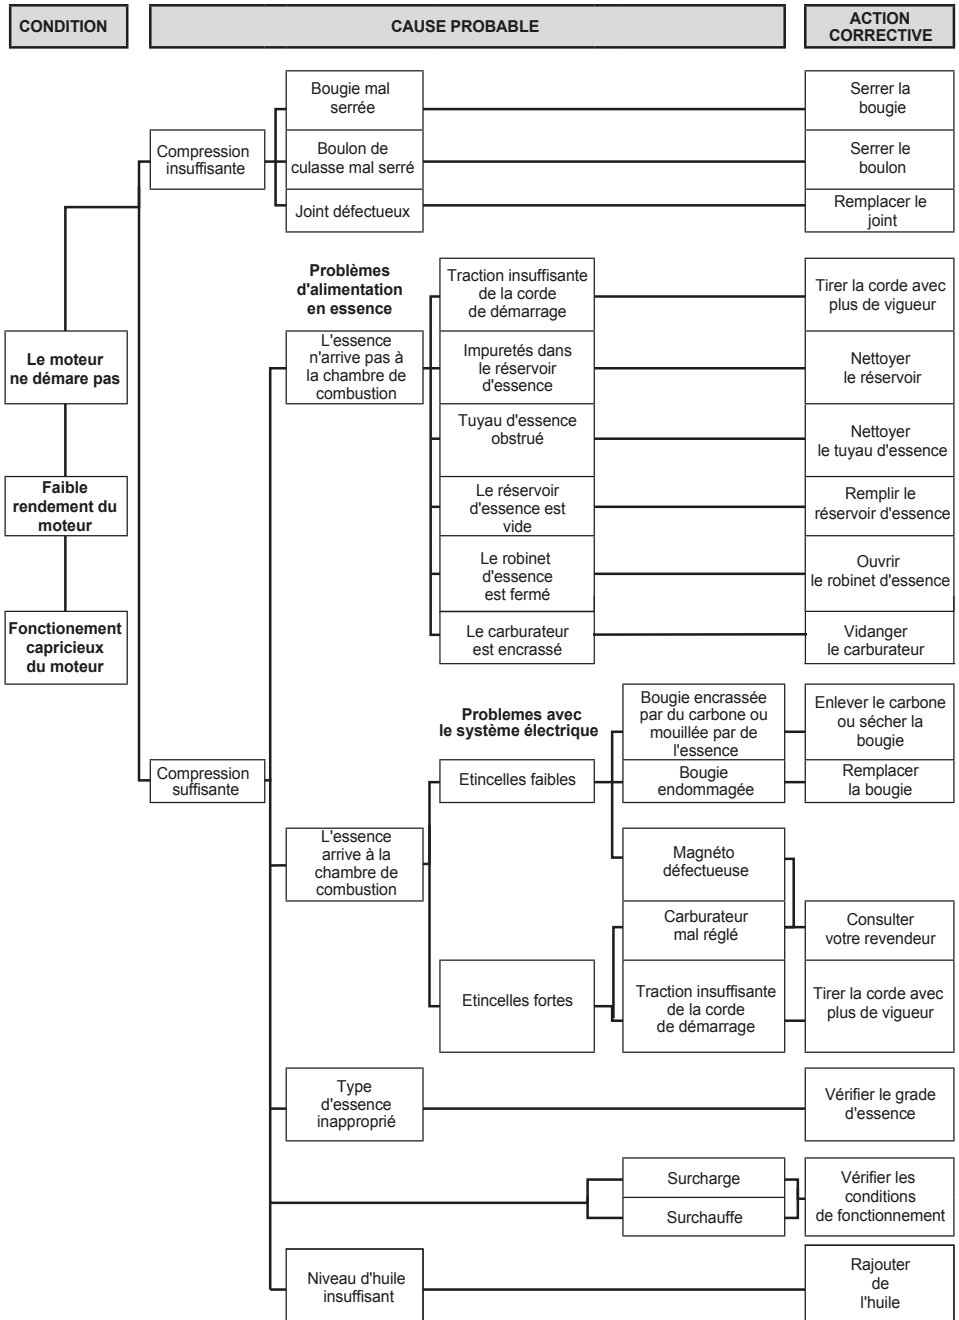 CONDITION
CAUSE PROBABLE
ACTION
CORRECTIVE
Bougie mal
serrée
Serrer la
bougie
Compression
insuffisante
Boulon de
culasse mal serré
Serrer le
boulon
Joint défectueux
Remplacer le
joint
Problèmes
d'alimentation
en essence
Traction insuffisante
de la corde
de démarrage
Tirer la corde avec
plus de vigueur
Le moteur
ne démare pas
L'essence
n'arrive pas à
la chambre de
combustion
Impuretés dans
le réservoir
d'essence
Nettoyer
le réservoir
Tuyau d'essence
obstrué
Nettoyer
le tuyau d'essence
Faible
rendement du
moteur
Le réservoir
d'essence est
vide
Remplir le
réservoir d'essence
Le robinet
d'essence
est fermé
Ouvrir
le robinet d'essence
Fonctionement
capricieux
du moteur
Le carburateur
est encrassé
Vidanger
le carburateur
Problemes avec
le système électrique
Bougie encrassée
par du carbone ou
mouillée par de
l'essence
Enlever le carbone
ou sécher la
bougie
Compression
suffisante
Etincelles faibles
Bougie
endommagée
Remplacer
la bougie
L'essence
arrive à la
chambre de
combustion
Magnéto
défectueuse
Carburateur
mal réglé
Consulter
votre revendeur
Etincelles fortes
Traction insuffisante
de la corde
de démarrage
Tirer la corde avec
plus de vigueur
Type
d'essence
inapproprié
Vérifier le grade
d'essence
Surcharge
Surchauffe
Vérifier les
conditions
de fonctionnement
Niveau d'huile
insuffisant
Rajouter
de
l'huile